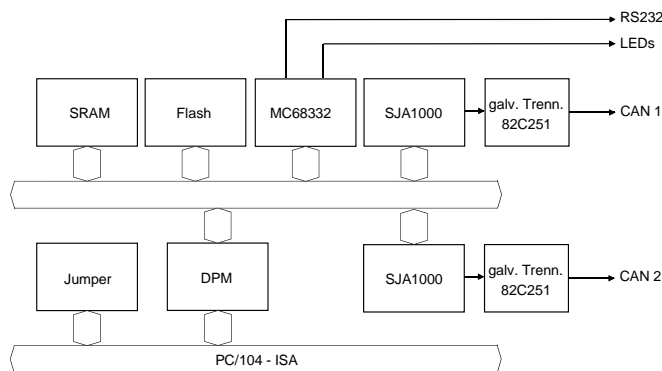 RS232
LEDs
SRAM
Flash
MC68332
SJA1000
galv. Trenn.
82C251
CAN 1
Jumper
DPM
SJA1000
galv. Trenn.
82C251
CAN 2
PC/104 - ISA